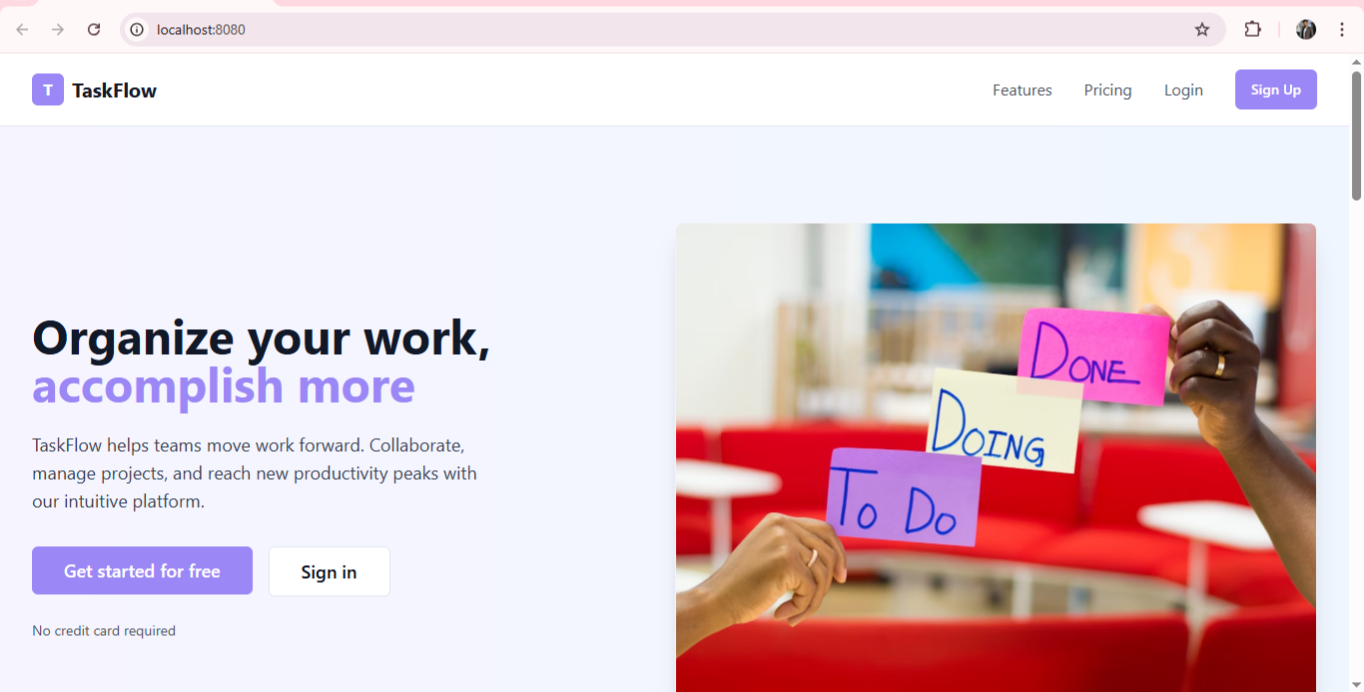 localhost:8080
T TaskFlow
Features Pricing Login Sign Up
Organize your work,
accomplish more
TaskFlow helps teams move work forward. Collaborate,
manage projects, and reach new productivity peaks with
our intuitive platform.
Get started for free Sign in
No credit card required
DONE
DOING
To Do